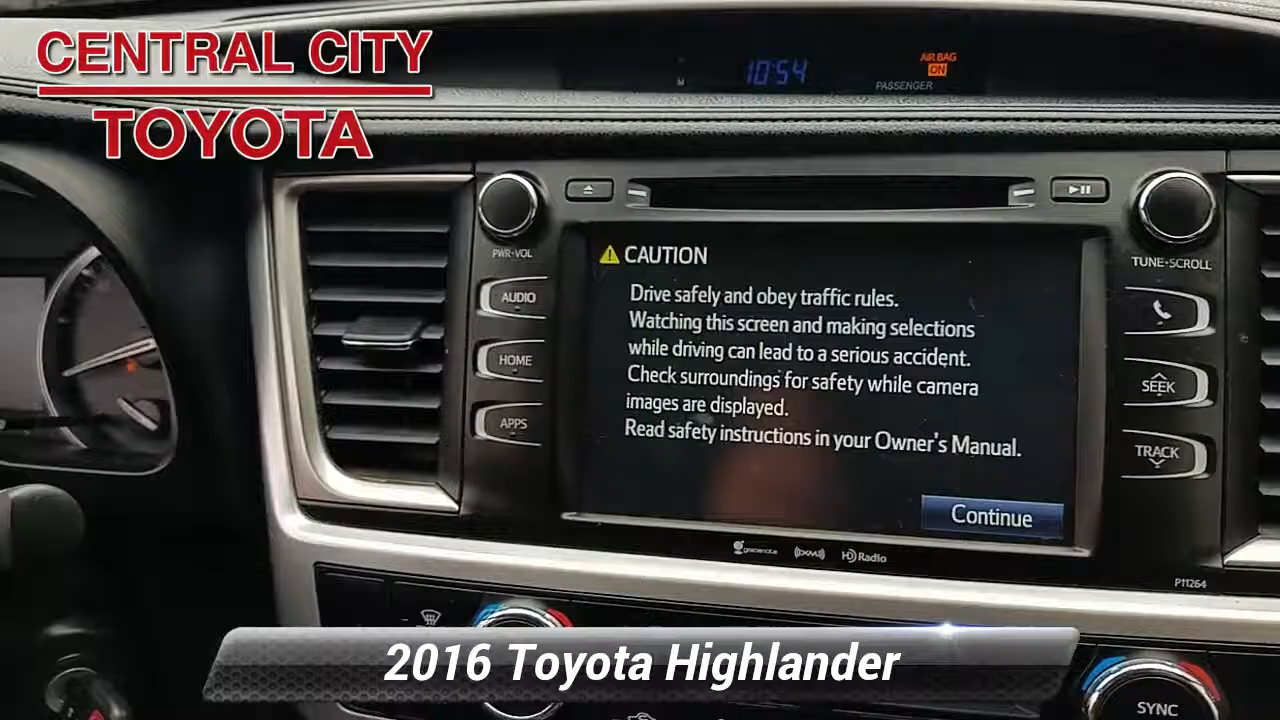 CENTRAL CITY
TOYOTA
10:54
AIR BAG
ON
PASSENGER
PWR•VOL
TUNE•SCROLL
AUDIO
HOME
APPS
SEEK
TRACK
CAUTION
Drive safely and obey traffic rules.
Watching this screen and making selections
while driving can lead to a serious accident.
Check surroundings for safety while camera
images are displayed.
Read safety instructions in your Owner's Manual.
Continue
gracenote
((SXM))
HD Radio
P11264
SYNC
2016 Toyota Highlander